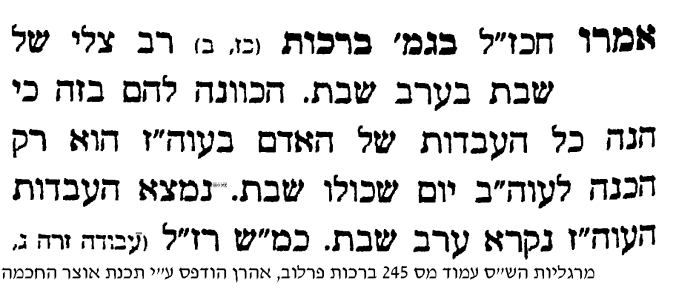 אמרו חכז״ל בגמ׳ ברכות (כז, ב) רב צלי של
שבת בערב שבת. הכוונה להם בזה כי
הנה כל העבדות של האדם בעוה״ז הוא רק
הכנה לעוה״ב יום שכולו שבת. נמצא העבדות
העוה״ז נקרא ערב שבת. כמ״ש רז״ל (עבודה זרה ג,
מרגליות הש״ס עמוד מס 245 ברכות פרלוב, אהרן הודפס ע״י תכנת אוצר החכמה